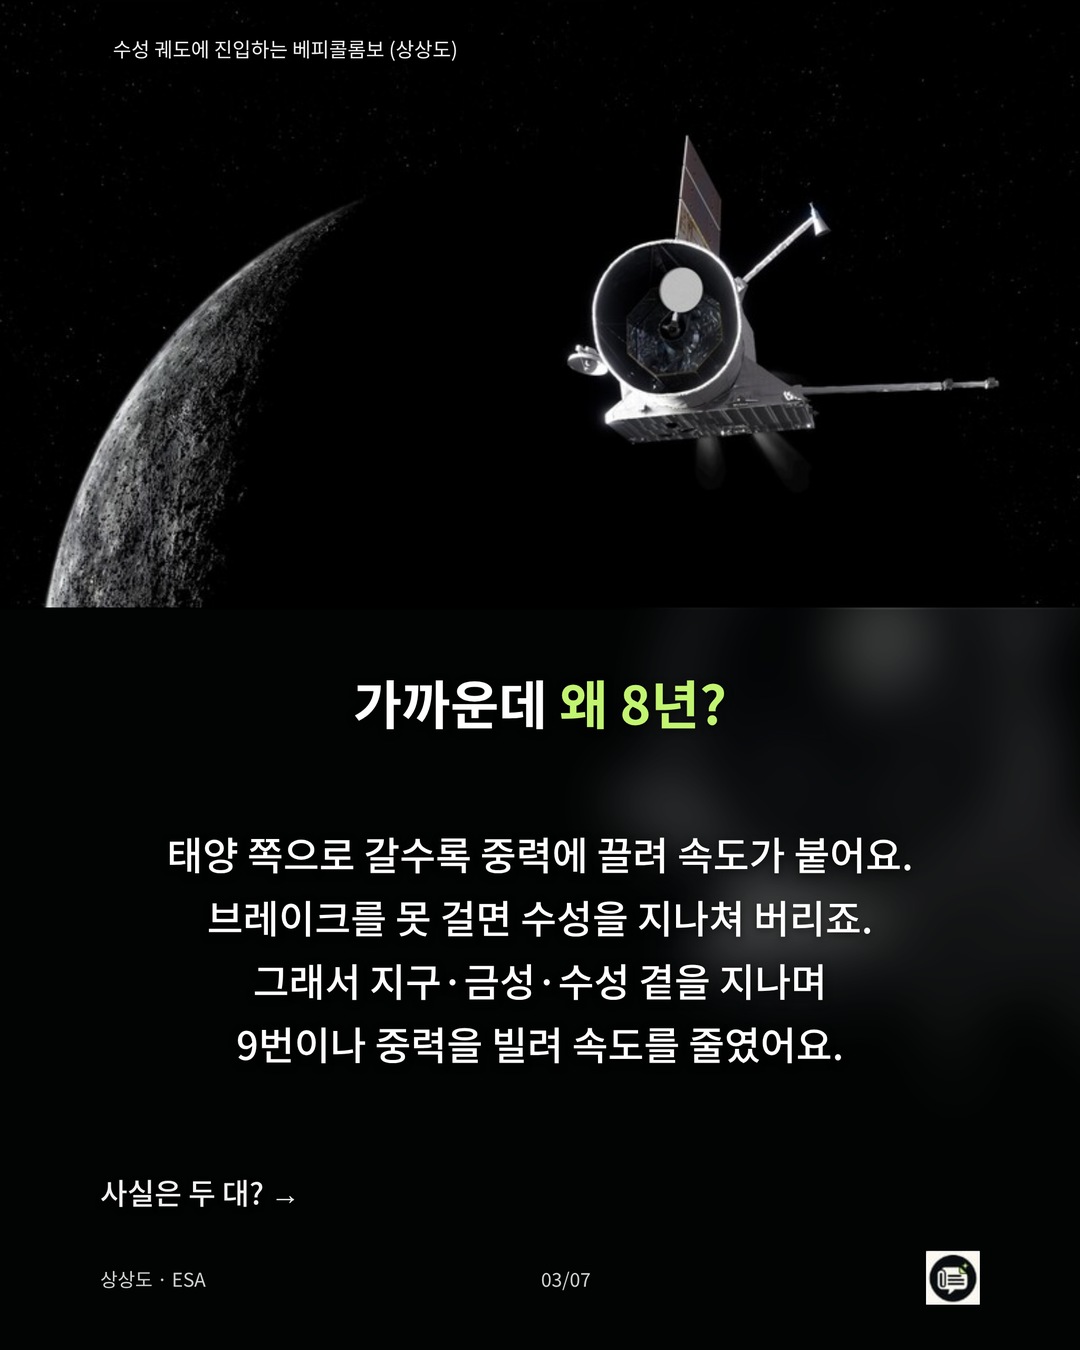 수성 궤도에 진입하는 베피콜롬보 (상상도)
가까운데 왜 8년?
태양 쪽으로 갈수록 중력에 끌려 속도가 붙어요.
브레이크를 못 걸면 수성을 지나쳐 버리죠.
그래서 지구·금성·수성 곁을 지나며
9번이나 중력을 빌려 속도를 줄였어요.
사실은 두 대? →
상상도 · ESA
03/07